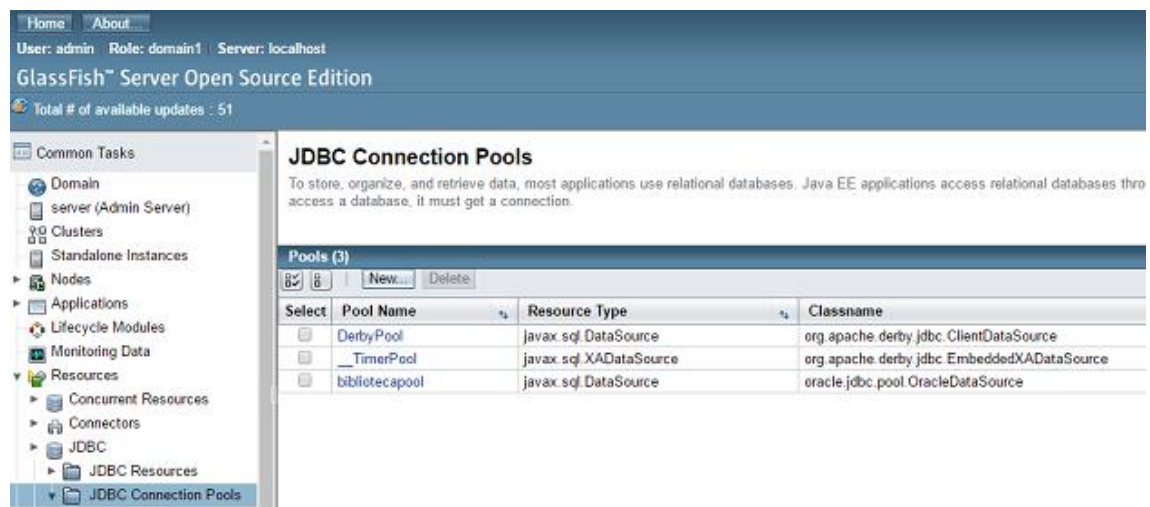 Home About...
User: admin Role: domain1 Server: localhost
GlassFish™ Server Open Source Edition
Total # of available updates : 51
Common Tasks
Domain
server (Admin Server)
Clusters
Standalone Instances
Nodes
Applications
Lifecycle Modules
Monitoring Data
Resources
Concurrent Resources
Connectors
JDBC
JDBC Resources
JDBC Connection Pools
JDBC Connection Pools
To store, organize, and retrieve data, most applications use relational databases. Java EE applications access relational databases thro
access a database, it must get a connection.
Pools (3)
New... Delete
Select Pool Name Resource Type Classname
DerbyPool javax.sql.DataSource org.apache.derby.jdbc.ClientDataSource
__TimerPool javax.sql.XADataSource org.apache.derby.jdbc.EmbeddedXADataSource
bibliotecapool javax.sql.DataSource oracle.jdbc.pool.OracleDataSource